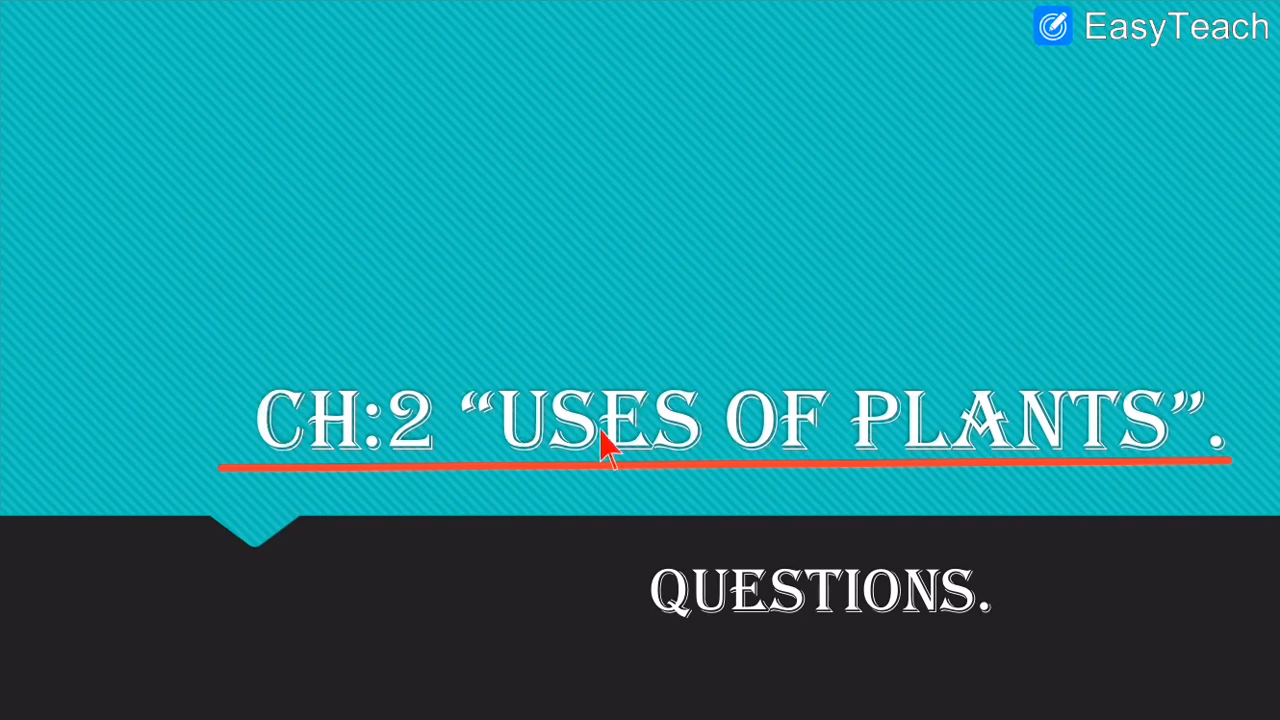 EasyTeach
CH:2 “USES OF PLANTS”.
QUESTIONS.